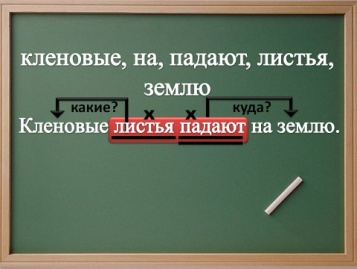 кленовые, на, падают, листья,
землю
какие? х х куда?
Кленовые листья падают на землю.